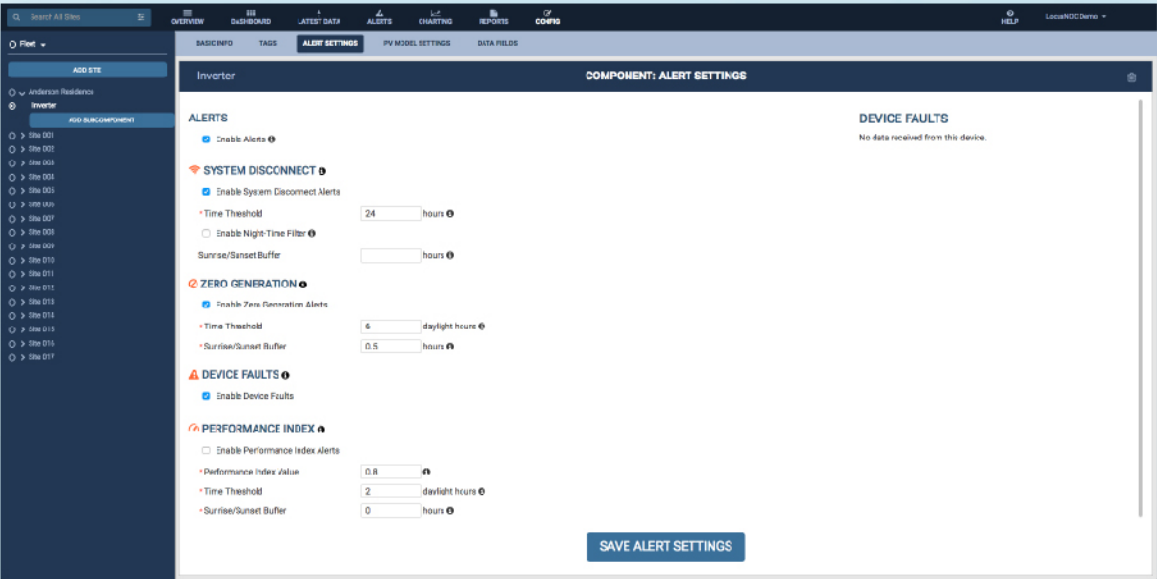 Search All Sites
OVERVIEW DASHBOARD LATEST DATA ALERTS CHARTING REPORTS CONFIG HELP LocusNOCDemo
Fleet
BASIC INFO TAGS ALERT SETTINGS PV MODEL SETTINGS DATA FIELDS
ADD SITE
Anderson Residence
Inverter
ADD SUBCOMPONENT
Site 001
Site 002
Site 003
Site 004
Site 005
Site 006
Site 007
Site 008
Site 009
Site 010
Site 011
Site 012
Site 013
Site 014
Site 015
Site 016
Site 017
Inverter COMPONENT: ALERT SETTINGS
ALERTS
Enable Alerts
SYSTEM DISCONNECT
Enable System Disconnect Alerts
*Time Threshold 24 hours
Enable Night-Time Filter
Sunrise/Sunset Buffer hours
ZERO GENERATION
Enable Zero Generation Alerts
*Time Threshold 6 daylight hours
*Sunrise/Sunset Buffer 0.5 hours
DEVICE FAULTS
Enable Device Faults
PERFORMANCE INDEX
Enable Performance Index Alerts
*Performance Index Value 0.8
*Time Threshold 2 daylight hours
*Sunrise/Sunset Buffer 0 hours
SAVE ALERT SETTINGS
DEVICE FAULTS
No data received from this device.